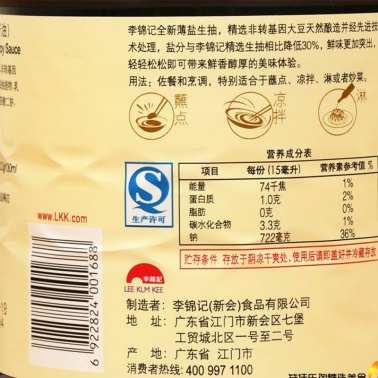 油)
oy Sauce
李锦记全新薄盐生抽，精选非转基因大豆天然酿造并经先进技
术处理，盐分与李锦记精选生抽相比降低30%，鲜味更加突出，
轻轻松松即可带来鲜香醇厚的美味体验。
用法：佐餐和烹调，特别适合于蘸点、凉拌、淋或者炒菜。
蘸点
凉拌
淋
营养成分表
项目 每份 (15毫升) 营养素参考值 %
能量 74千焦 1%
蛋白质 1.0克 2%
脂肪 0克 0%
碳水化合物 3.3克 1%
钠 722毫克 36%
生产许可
www.LKK.com
贮存条件: 存放于阴凉干爽处，使用后请即盖好并冷藏存放
李錦記
LEE KUM KEE
6922824001688
制造者：李锦记(新会)食品有限公司
地 址：广东省江门市新会区七堡
工贸城北区一号至二号
产 地：广东省 江门市
消费者热线: 400 997 1100